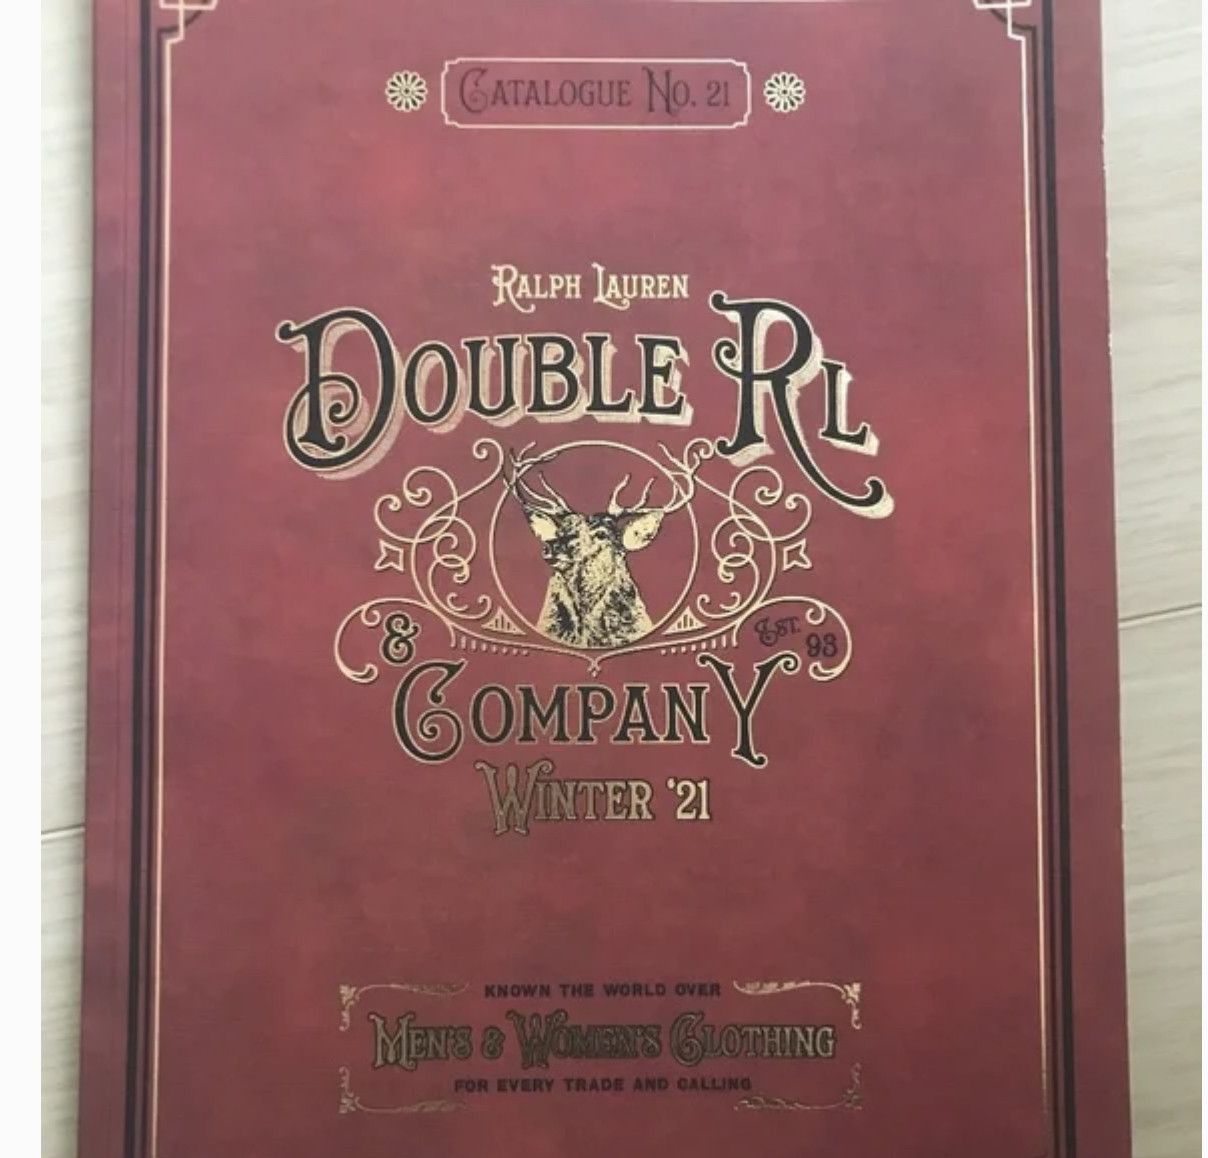 CATALOGUE NO. 21
RALPH LAUREN
DOUBLE RL
& EST. 93
COMPANY
WINTER '21
KNOWN THE WORLD OVER
MEN'S & WOMEN'S CLOTHING
FOR EVERY TRADE AND CALLING